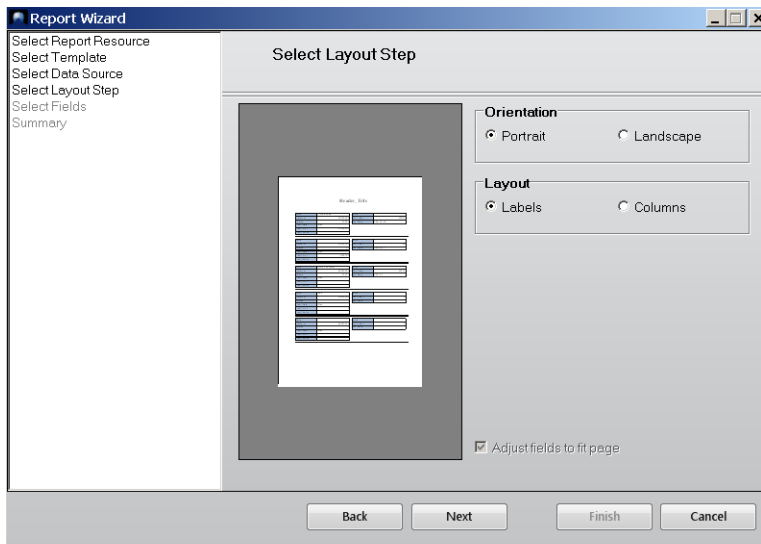 Report Wizard
Select Report Resource
Select Template
Select Data Source
Select Layout Step
Select Fields
Summary
Select Layout Step
Orientation
Portrait Landscape
Layout
Labels Columns
Adjust fields to fit page
Back Next Finish Cancel